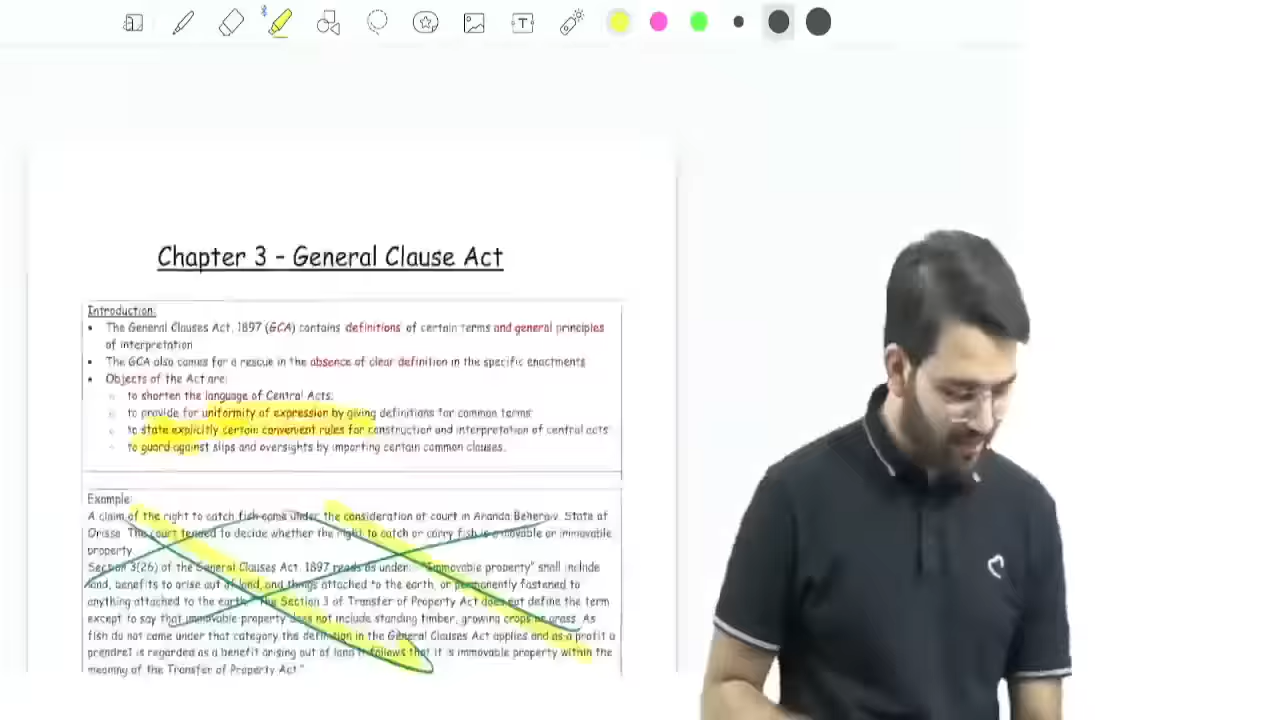 Chapter 3 - General Clause Act
Introduction:
• The General Clauses Act, 1897 (GCA) contains definitions of certain terms and general principles
of interpretation
• The GCA also comes for a rescue in the absence of clear definition in the specific enactments
• Objects of the Act are:
to shorten the language of Central Acts;
to provide for uniformity of expression by giving definitions for common terms
to state explicitly certain convenient rules for construction and interpretation of central acts
to guard against slips and oversights by importing certain common clauses.
Example:
A claim of the right to catch fish came under the consideration of court in Ananda Behera v. State of
Orissa. The court tended to decide whether the right to catch or carry fish is movable or immovable
property
Section 3(26) of the General Clauses Act, 1897 reads as under: "Immovable property" shall include
land, benefits to arise out of land, and things attached to the earth, or permanently fastened to
anything attached to the earth." The Section 3 of Transfer of Property Act does not define the term
except to say that immovable property does not include standing timber, growing crops or grass. As
fish do not come under that category the definition in the General Clauses Act applies and as a profit a
prendre1 is regarded as a benefit arising out of land it follows that it is immovable property within the
meaning of the Transfer of Property Act."